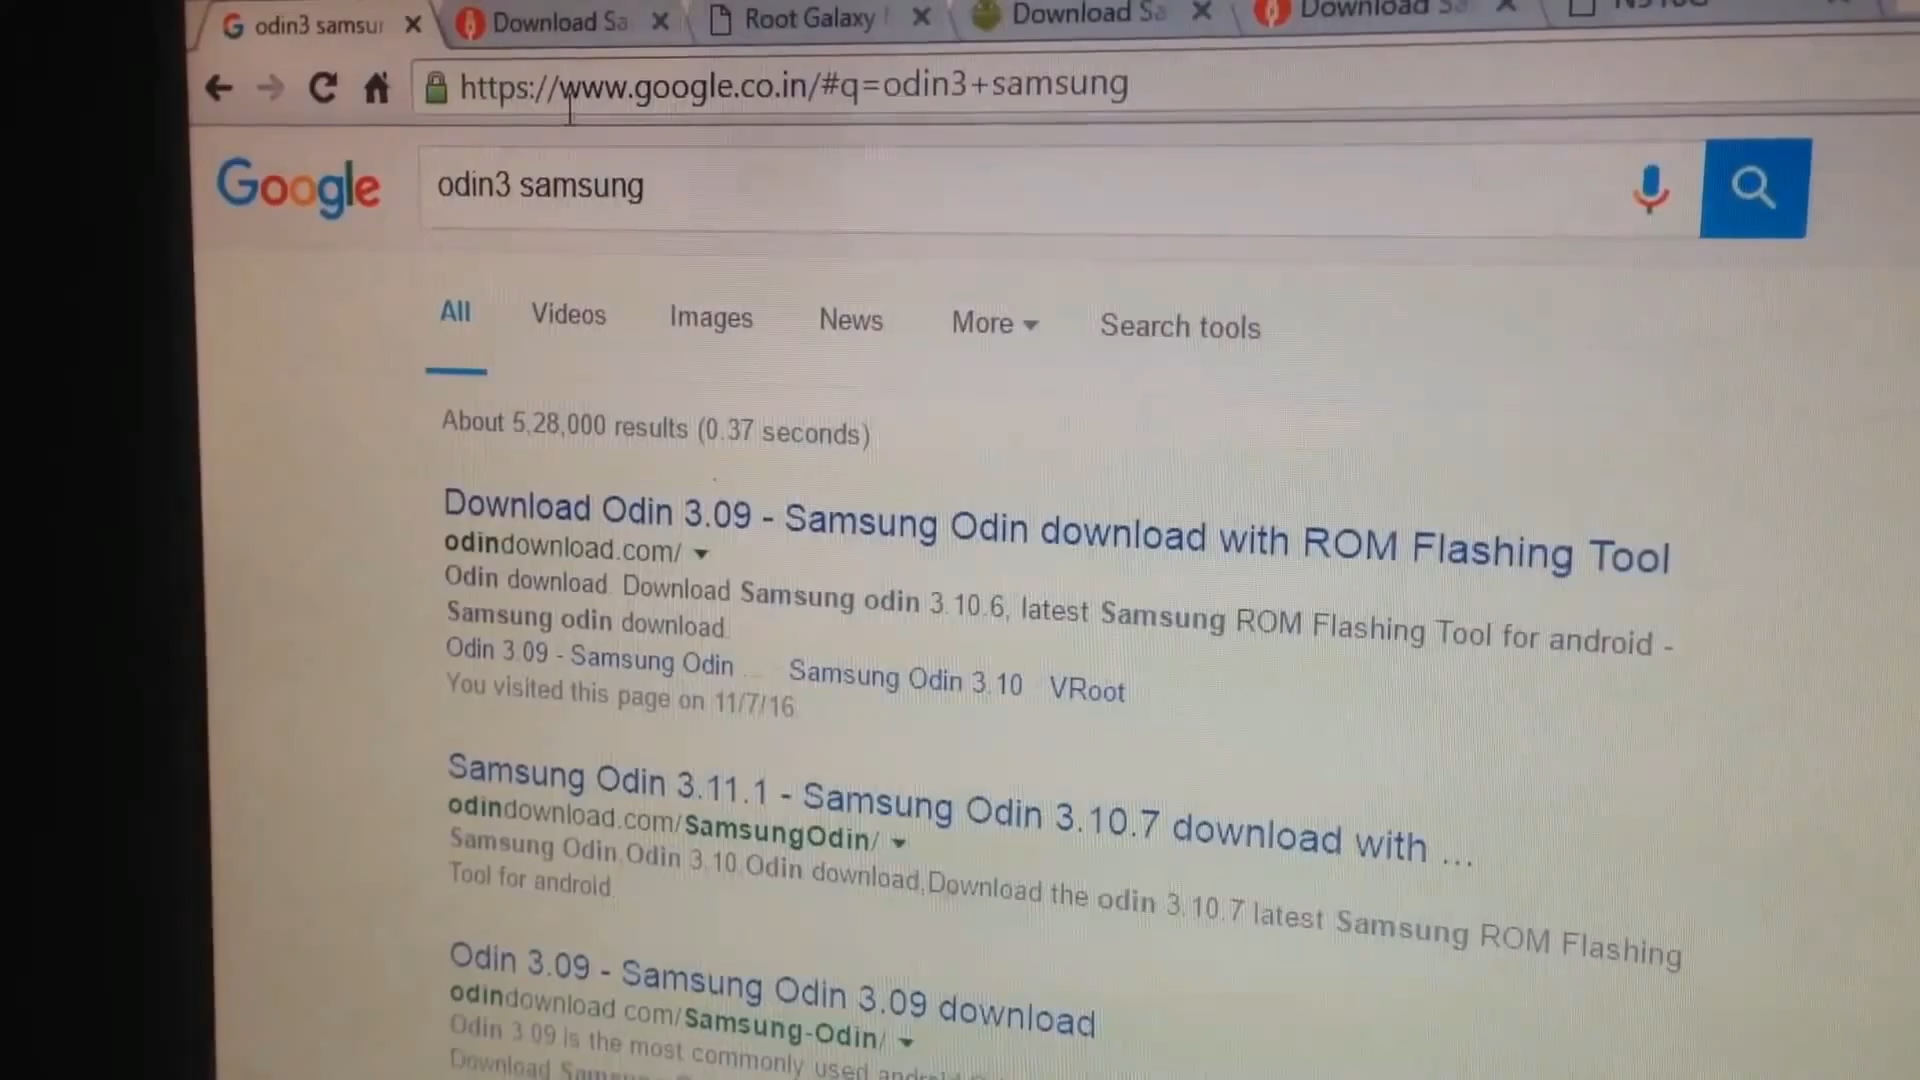 odin3 samsur
Download Sa
Root Galaxy
Download Sa
Download Sa
https://www.google.co.in/#q=odin3+samsung
Google
odin3 samsung
All Videos Images News More Search tools
About 5,28,000 results (0.37 seconds)
Download Odin 3.09 - Samsung Odin download with ROM Flashing Tool
odindownload.com/
Odin download. Download Samsung odin 3.10.6, latest Samsung ROM Flashing Tool for android -
Samsung odin download.
Odin 3.09 - Samsung Odin ... Samsung Odin 3.10 VRoot
You visited this page on 11/7/16.
Samsung Odin 3.11.1 - Samsung Odin 3.10.7 download with ...
odindownload.com/SamsungOdin/
Samsung Odin,Odin 3.10,Odin download,Download the odin 3.10.7 latest Samsung ROM Flashing
Tool for android.
Odin 3.09 - Samsung Odin 3.09 download
odindownload.com/Samsung-Odin/
Odin 3.09 is the most commonly used
Download